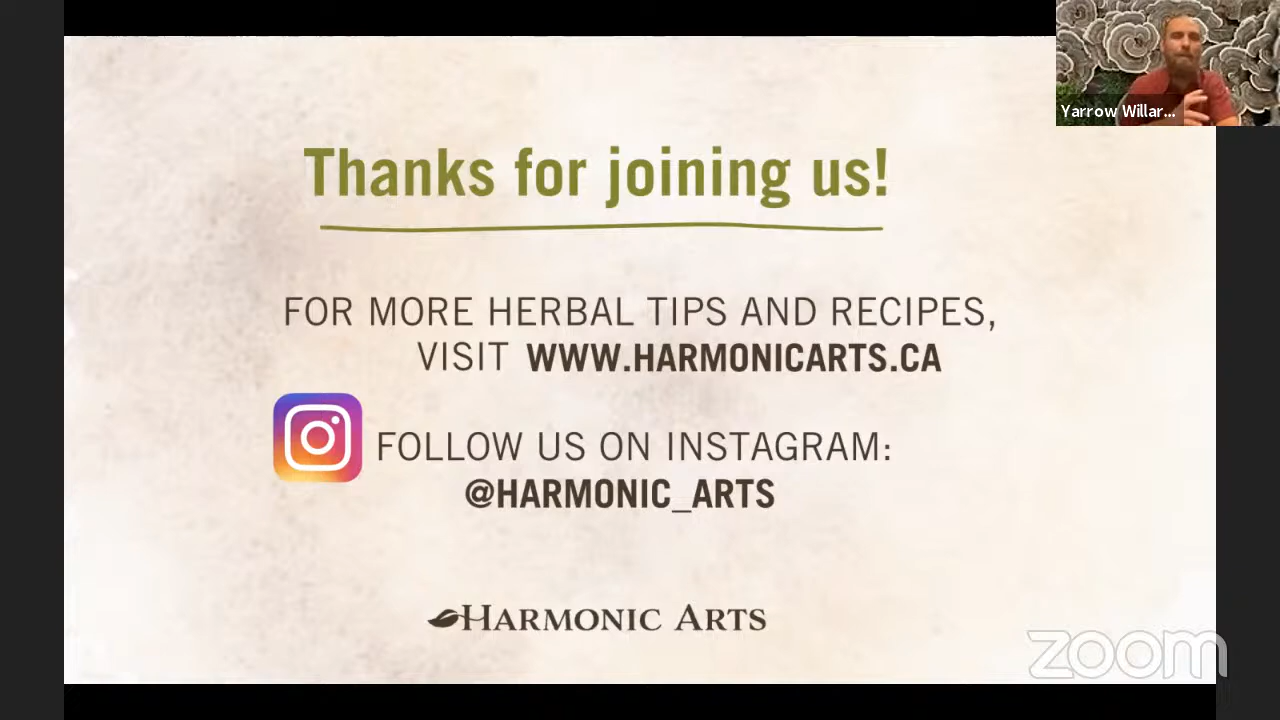 Yarrow Willar...
Thanks for joining us!
FOR MORE HERBAL TIPS AND RECIPES,
VISIT WWW.HARMONICARTS.CA
FOLLOW US ON INSTAGRAM:
@HARMONIC_ARTS
HARMONIC ARTS
zoom